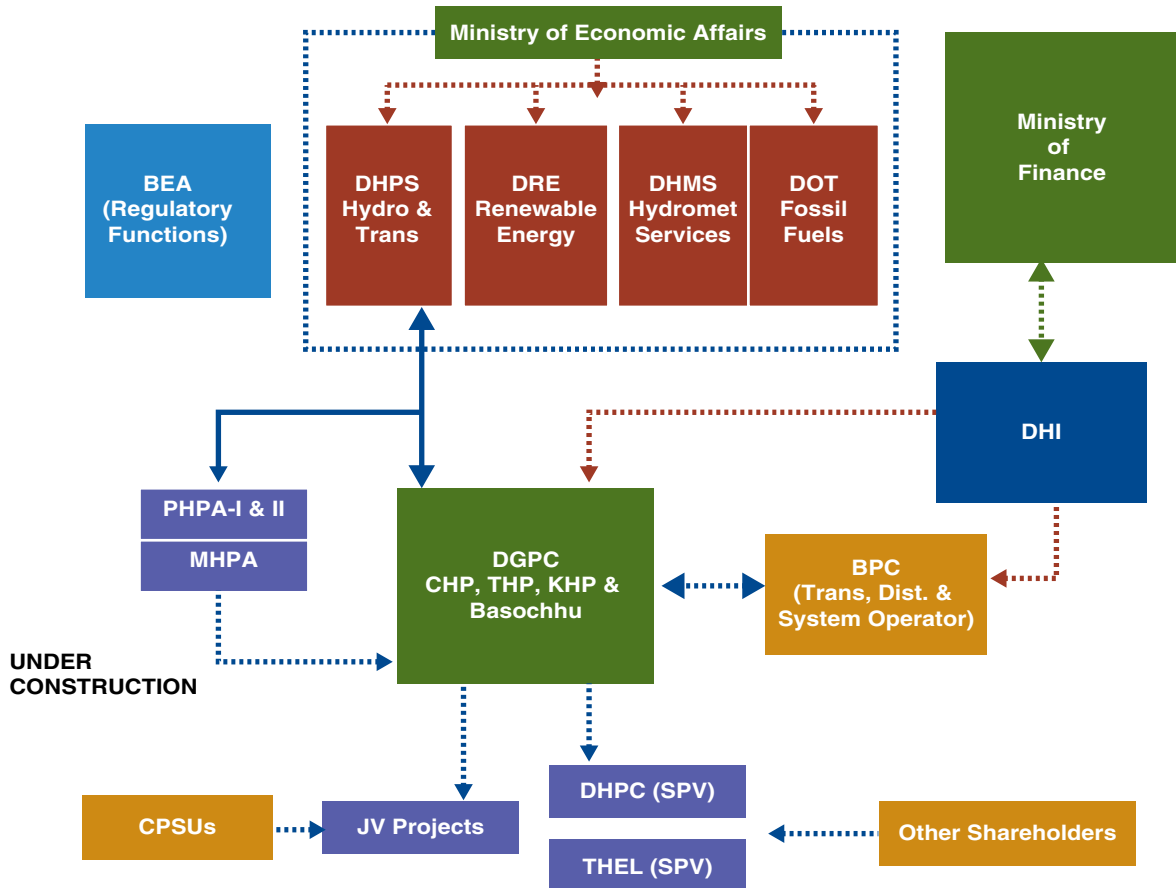 Ministry of Economic Affairs
BEA
(Regulatory
Functions)
DHPS
Hydro &
Trans
DRE
Renewable
Energy
DHMS
Hydromet
Services
DOT
Fossil
Fuels
Ministry
of
Finance
DHI
PHPA-I & II
MHPA
DGPC
CHP, THP, KHP &
Basochhu
BPC
(Trans, Dist. &
System Operator)
UNDER
CONSTRUCTION
CPSUs
JV Projects
DHPC (SPV)
THEL (SPV)
Other Shareholders